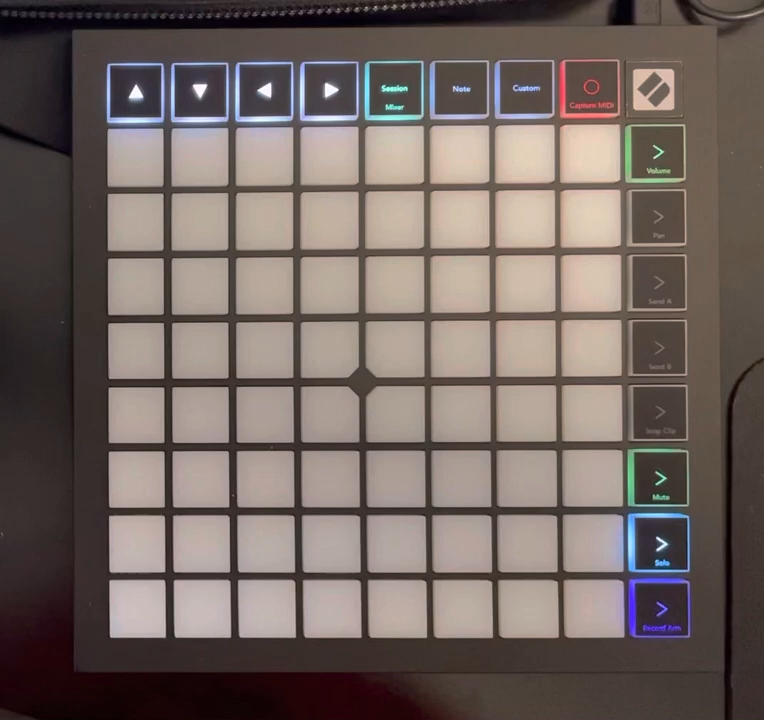 Session
Mixer
Note
Custom
Capture MIDI
Volume
Pan
Send A
Send B
Stop Clip
Mute
Solo
Record Arm